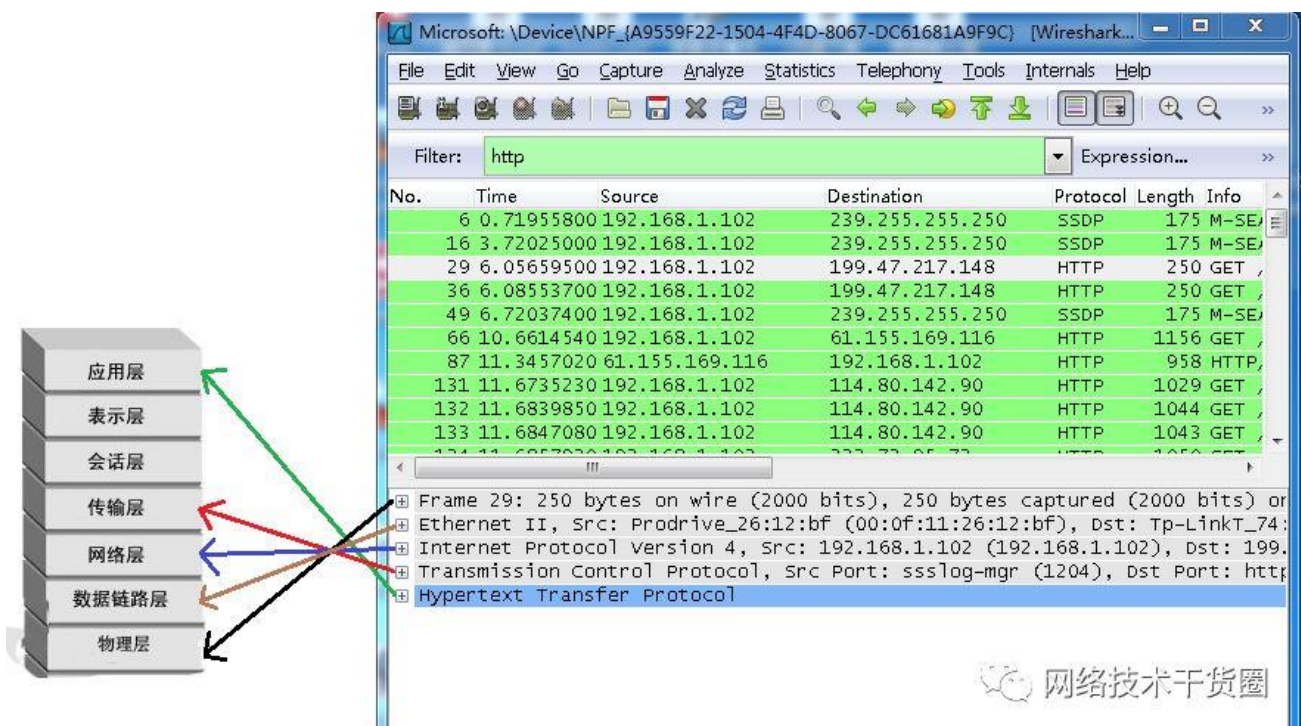 Microsoft: \Device\NPF_{A9559F22-1504-4F4D-8067-DC61681A9F9C} [Wireshark...
File Edit View Go Capture Analyze Statistics Telephony Tools Internals Help
Filter: http Expression...
No. Time Source Destination Protocol Length Info
6 0.71955800 192.168.1.102 239.255.255.250 SSDP 175 M-SEA
16 3.72025000 192.168.1.102 239.255.255.250 SSDP 175 M-SEA
29 6.05659500 192.168.1.102 199.47.217.148 HTTP 250 GET /
36 6.08553700 192.168.1.102 199.47.217.148 HTTP 250 GET /
49 6.72037400 192.168.1.102 239.255.255.250 SSDP 175 M-SEA
66 10.6614540 192.168.1.102 61.155.169.116 HTTP 1156 GET /
87 11.3457020 61.155.169.116 192.168.1.102 HTTP 958 HTTP/
131 11.6735230 192.168.1.102 114.80.142.90 HTTP 1029 GET /
132 11.6839850 192.168.1.102 114.80.142.90 HTTP 1044 GET /
133 11.6847080 192.168.1.102 114.80.142.90 HTTP 1043 GET /
应用层
表示层
会话层
传输层
网络层
数据链路层
物理层
Frame 29: 250 bytes on wire (2000 bits), 250 bytes captured (2000 bits) on
Ethernet II, Src: Prodrive_26:12:bf (00:0f:11:26:12:bf), Dst: Tp-LinkT_74:
Internet Protocol Version 4, Src: 192.168.1.102 (192.168.1.102), Dst: 199.
Transmission Control Protocol, Src Port: ssslog-mgr (1204), Dst Port: http
Hypertext Transfer Protocol
网络技术干货圈